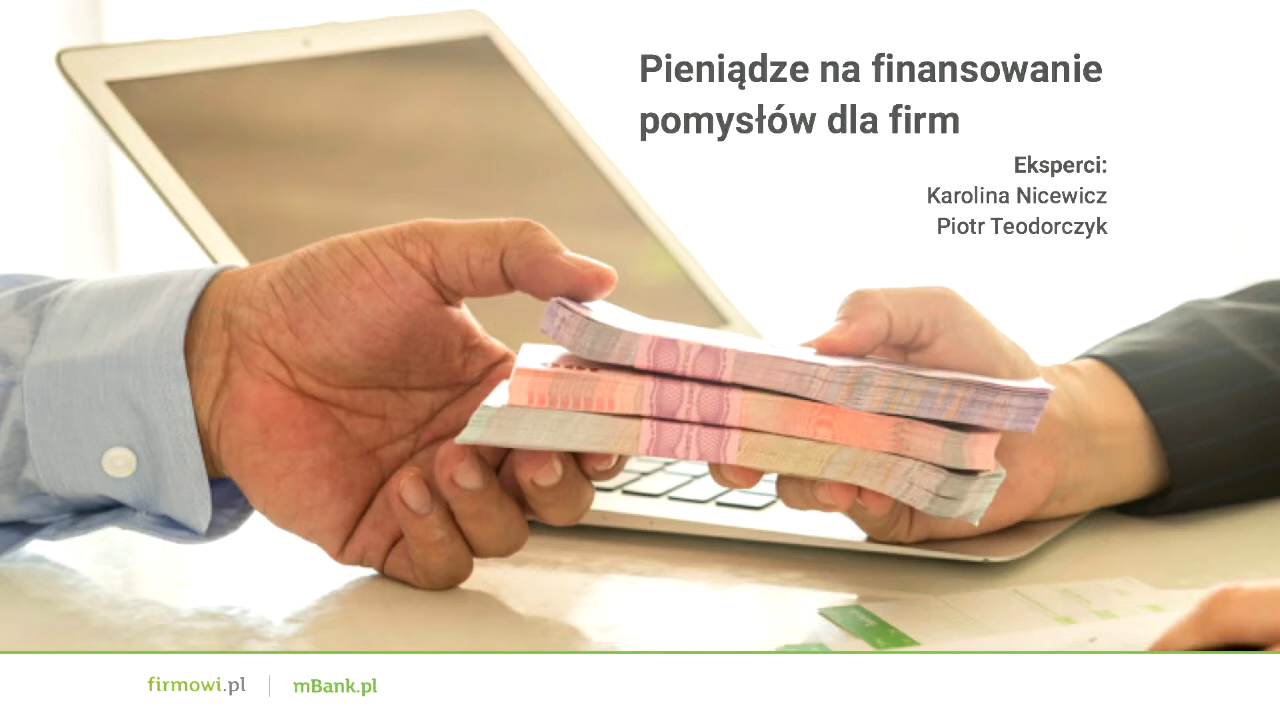 Pieniądze na finansowanie
pomysłów dla firm
Eksperci:
Karolina Nicewicz
Piotr Teodorczyk
firmowi.pl | mBank.pl